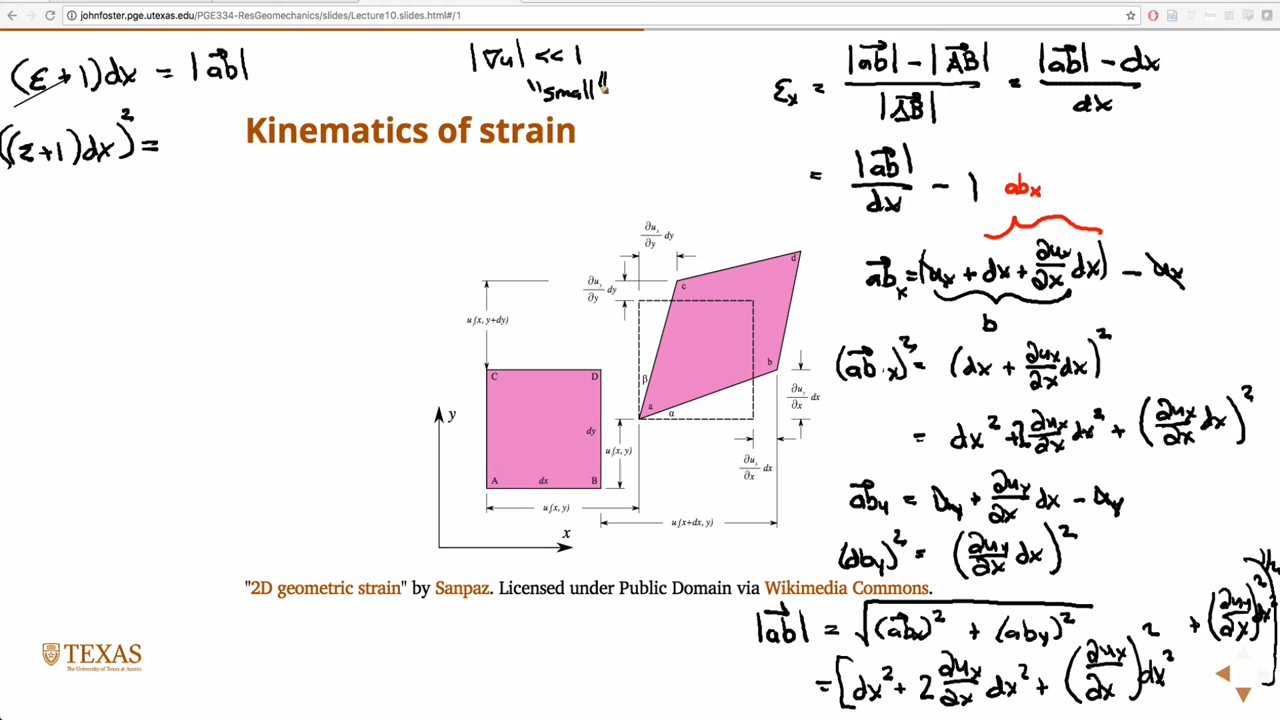 johnfoster.pge.utexas.edu/PGE334-ResGeomechanics/slides/Lecture10.slides.html#/1
(ε+1)dx = |ab⃗|
((ε+1)dx)² =
|∇u| << 1
"small"
Kinematics of strain
εₓ = (|ab⃗| - |AB⃗|) / |AB⃗| = (|ab⃗| - dx) / dx
= |ab⃗| / dx - 1
abₓ
ab⃗ₓ = (uₓ + dx + ∂uₓ/∂x dx) - uₓ
b
(ab⃗ₓ)² = (dx + ∂uₓ/∂x dx)²
= dx² + 2 ∂uₓ/∂x dx² + (∂uₓ/∂x dx)²
ab⃗y = uy + ∂uy/∂x dx - uy
(aby)² = (∂uy/∂x dx)²
|ab⃗| = √((ab⃗x)² + (aby)²)
= [dx² + 2 ∂uₓ/∂x dx² + (∂uₓ/∂x)² dx²
+ (∂uy/∂x)² dx²]
∂uₓ/∂y dy
∂uy/∂y dy
u(x, y+dy)
C
D
dy
A
dx
B
c
d
β
a
α
b
u(x, y)
∂uy/∂x dx
∂uₓ/∂x dx
u(x, y)
u(x+dx, y)
y
x
"2D geometric strain" by Sanpaz. Licensed under Public Domain via Wikimedia Commons.
TEXAS
The University of Texas at Austin